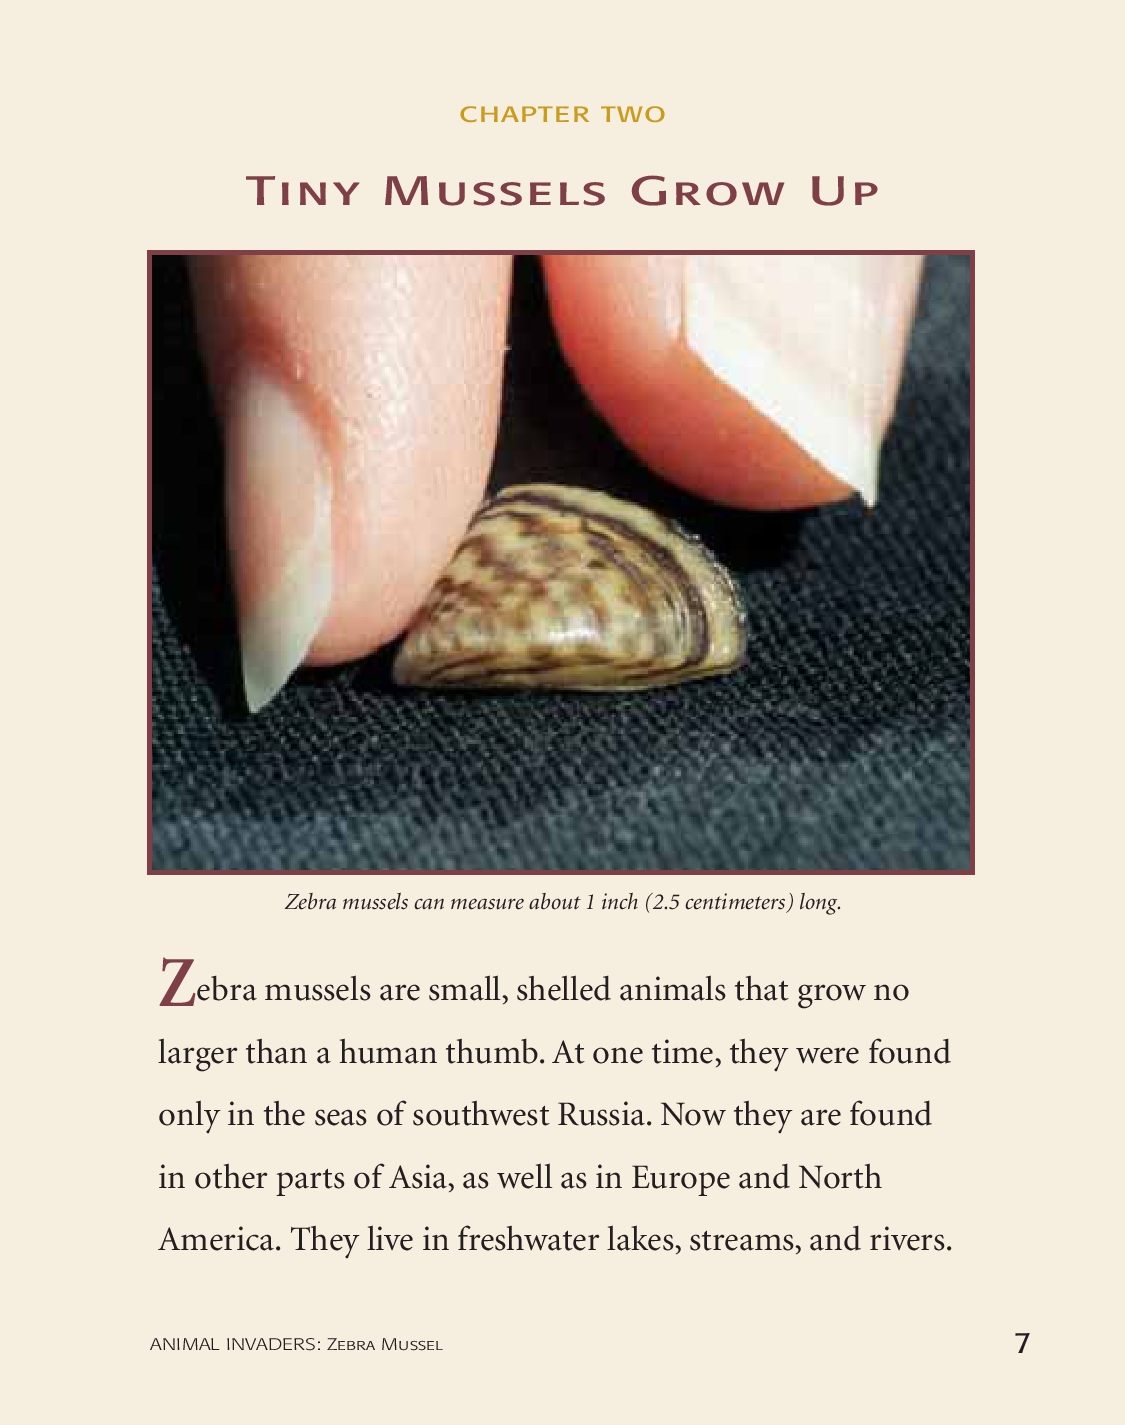 CHAPTER TWO
TINY MUSSELS GROW UP
Zebra mussels can measure about 1 inch (2.5 centimeters) long.
Zebra mussels are small, shelled animals that grow no
larger than a human thumb. At one time, they were found
only in the seas of southwest Russia. Now they are found
in other parts of Asia, as well as in Europe and North
America. They live in freshwater lakes, streams, and rivers.
ANIMAL INVADERS: ZEBRA MUSSEL
7